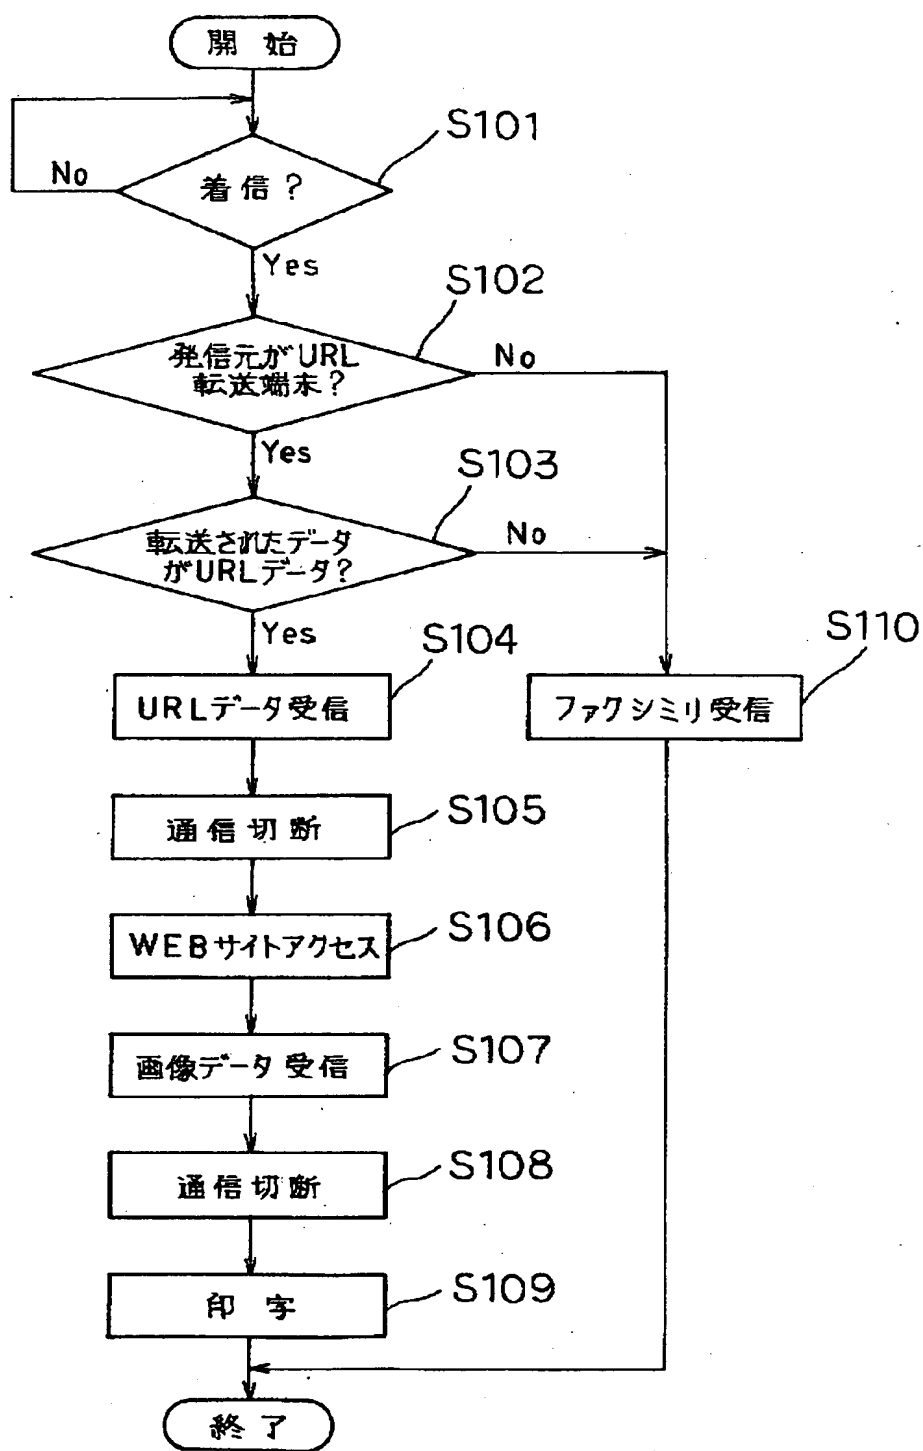 開始
S101
No
着信?
Yes
S102
発信元がURL
転送端末?
No
Yes
S103
転送されたデータ
がURLデータ?
No
Yes
S104
URLデータ受信
S110
ファクシミリ受信
S105
通信切断
S106
WEBサイトアクセス
S107
画像データ受信
S108
通信切断
S109
印字
終了